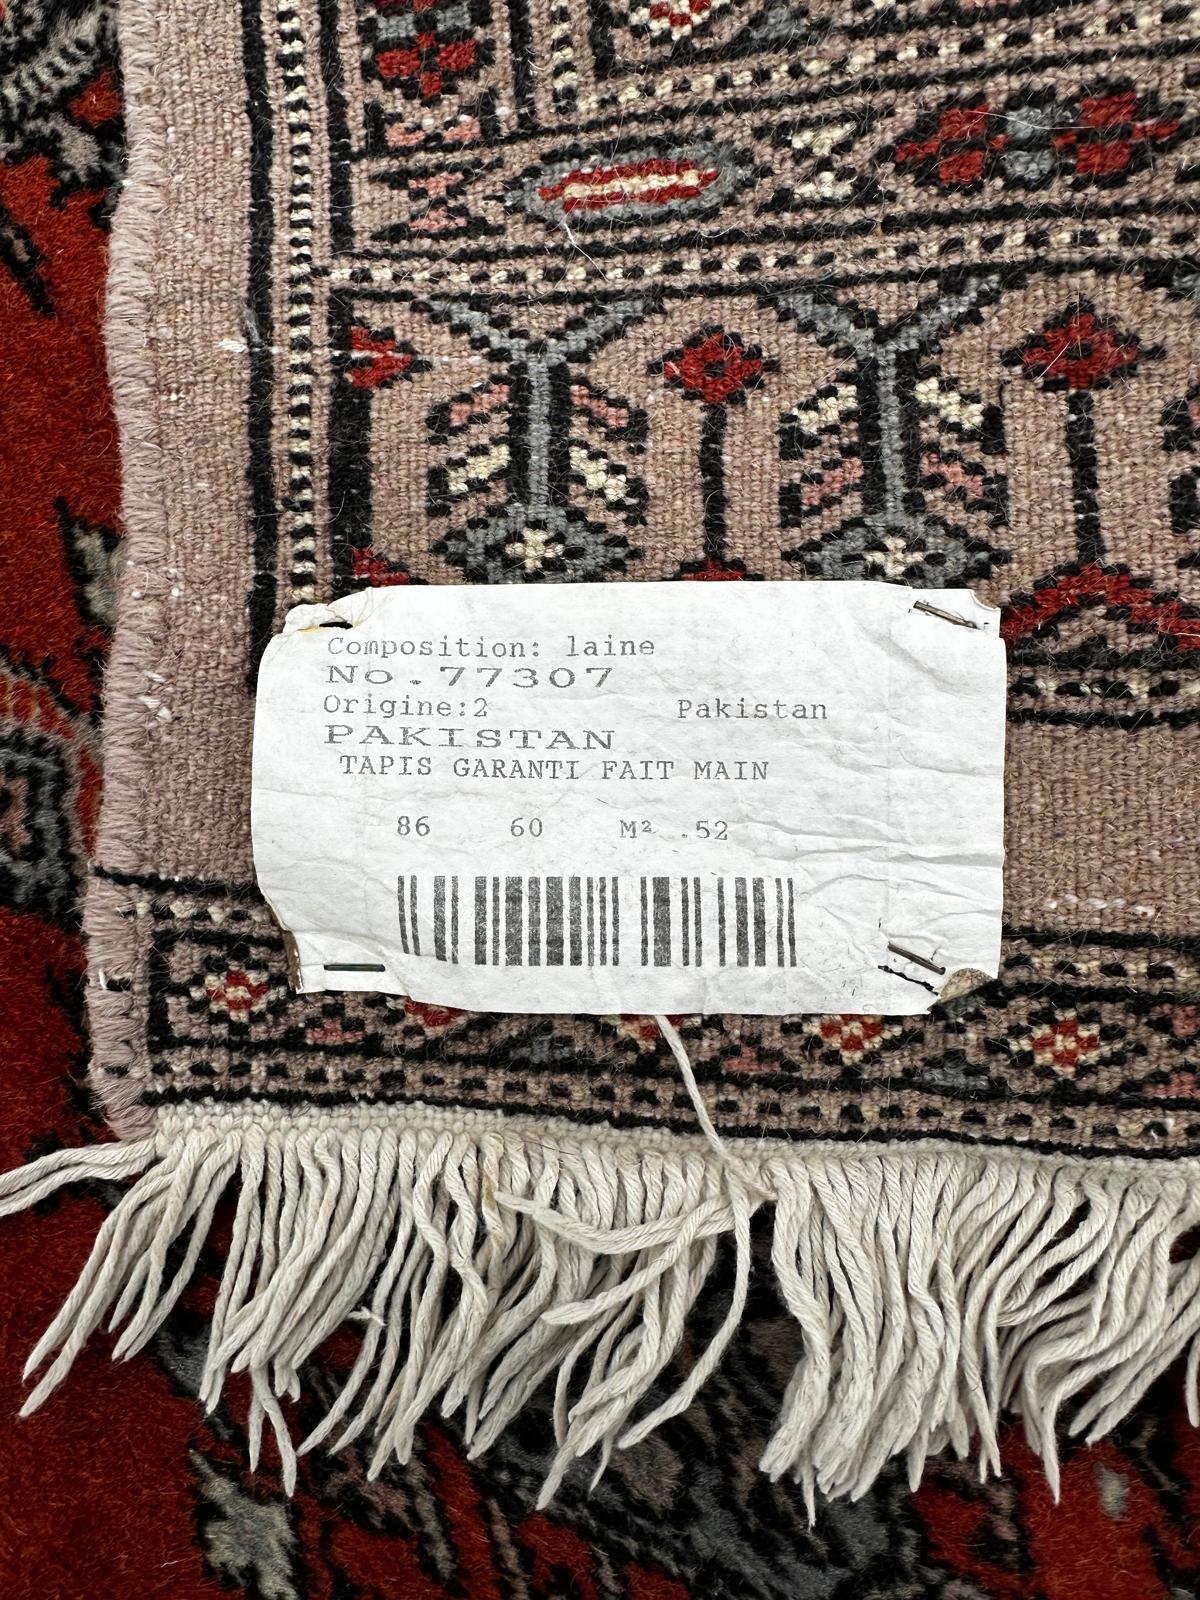 Composition: laine
No.77307
Origine:2 Pakistan
PAKISTAN
TAPIS GARANTI FAIT MAIN
86 60 M² .52